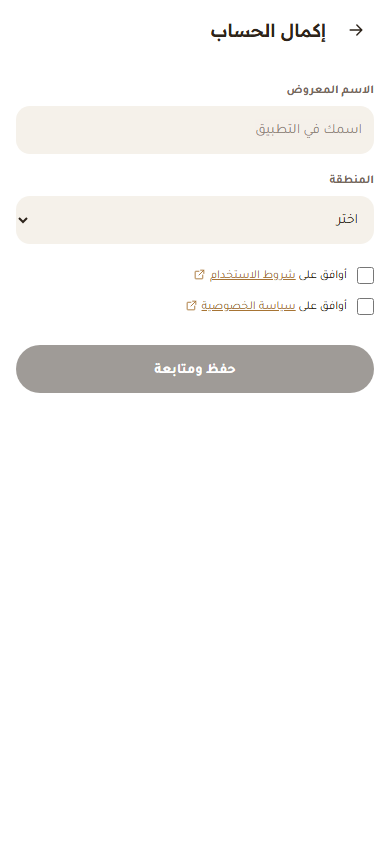 إكمال الحساب
الاسم المعروض
اسمك في التطبيق
المنطقة
اختر
أوافق على شروط الاستخدام
أوافق على سياسة الخصوصية
حفظ ومتابعة